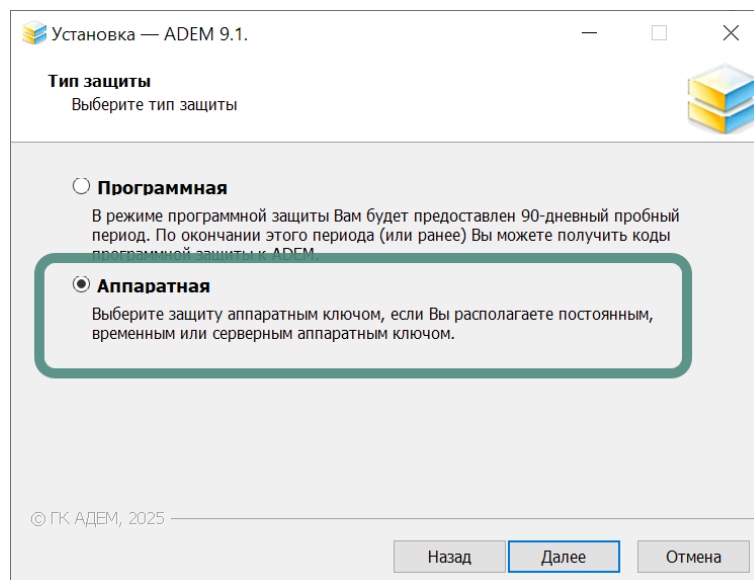 Установка — ADEM 9.1.
Тип защиты
Выберите тип защиты
Программная
В режиме программной защиты Вам будет предоставлен 90-дневный пробный
период. По окончании этого периода (или ранее) Вы можете получить коды
программной защиты к ADEM.
Аппаратная
Выберите защиту аппаратным ключом, если Вы располагаете постоянным,
временным или серверным аппаратным ключом.
© ГК АДЕМ, 2025
Назад Далее Отмена